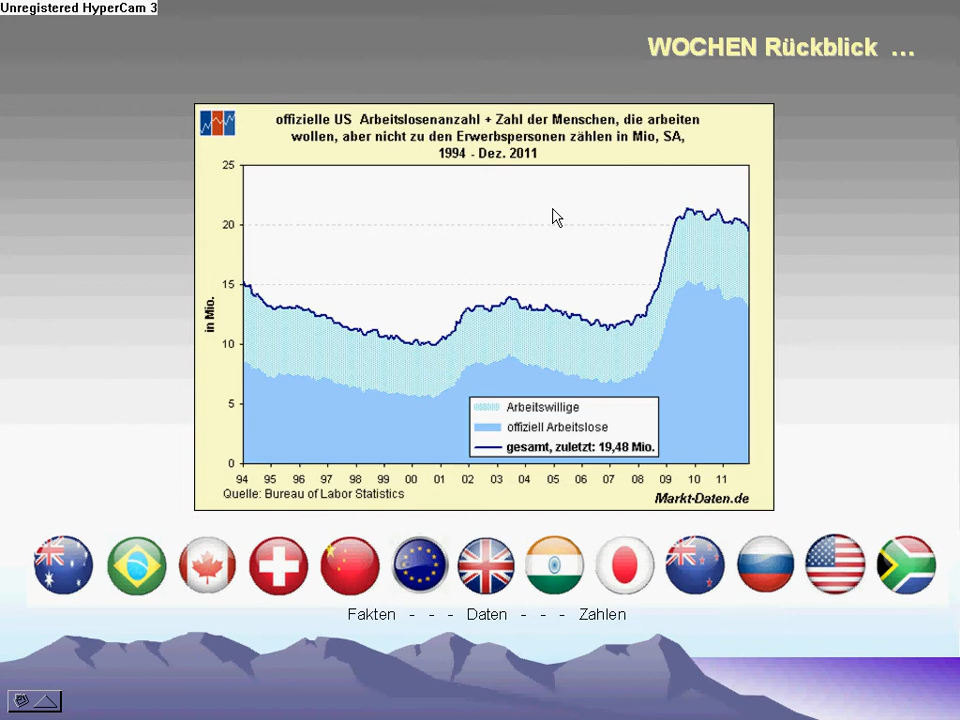 Unregistered HyperCam 3
WOCHEN Rückblick ...
offizielle US Arbeitslosenanzahl + Zahl der Menschen, die arbeiten
wollen, aber nicht zu den Erwerbspersonen zählen in Mio, SA,
1994 - Dez. 2011
25
20
15
10
5
0
in Mio.
Arbeitswillige
offiziell Arbeitslose
gesamt, zuletzt: 19,48 Mio.
94 95 96 97 98 99 00 01 02 03 04 05 06 07 08 09 10 11
Quelle: Bureau of Labor Statistics
Markt-Daten.de
Fakten - - - Daten - - - Zahlen